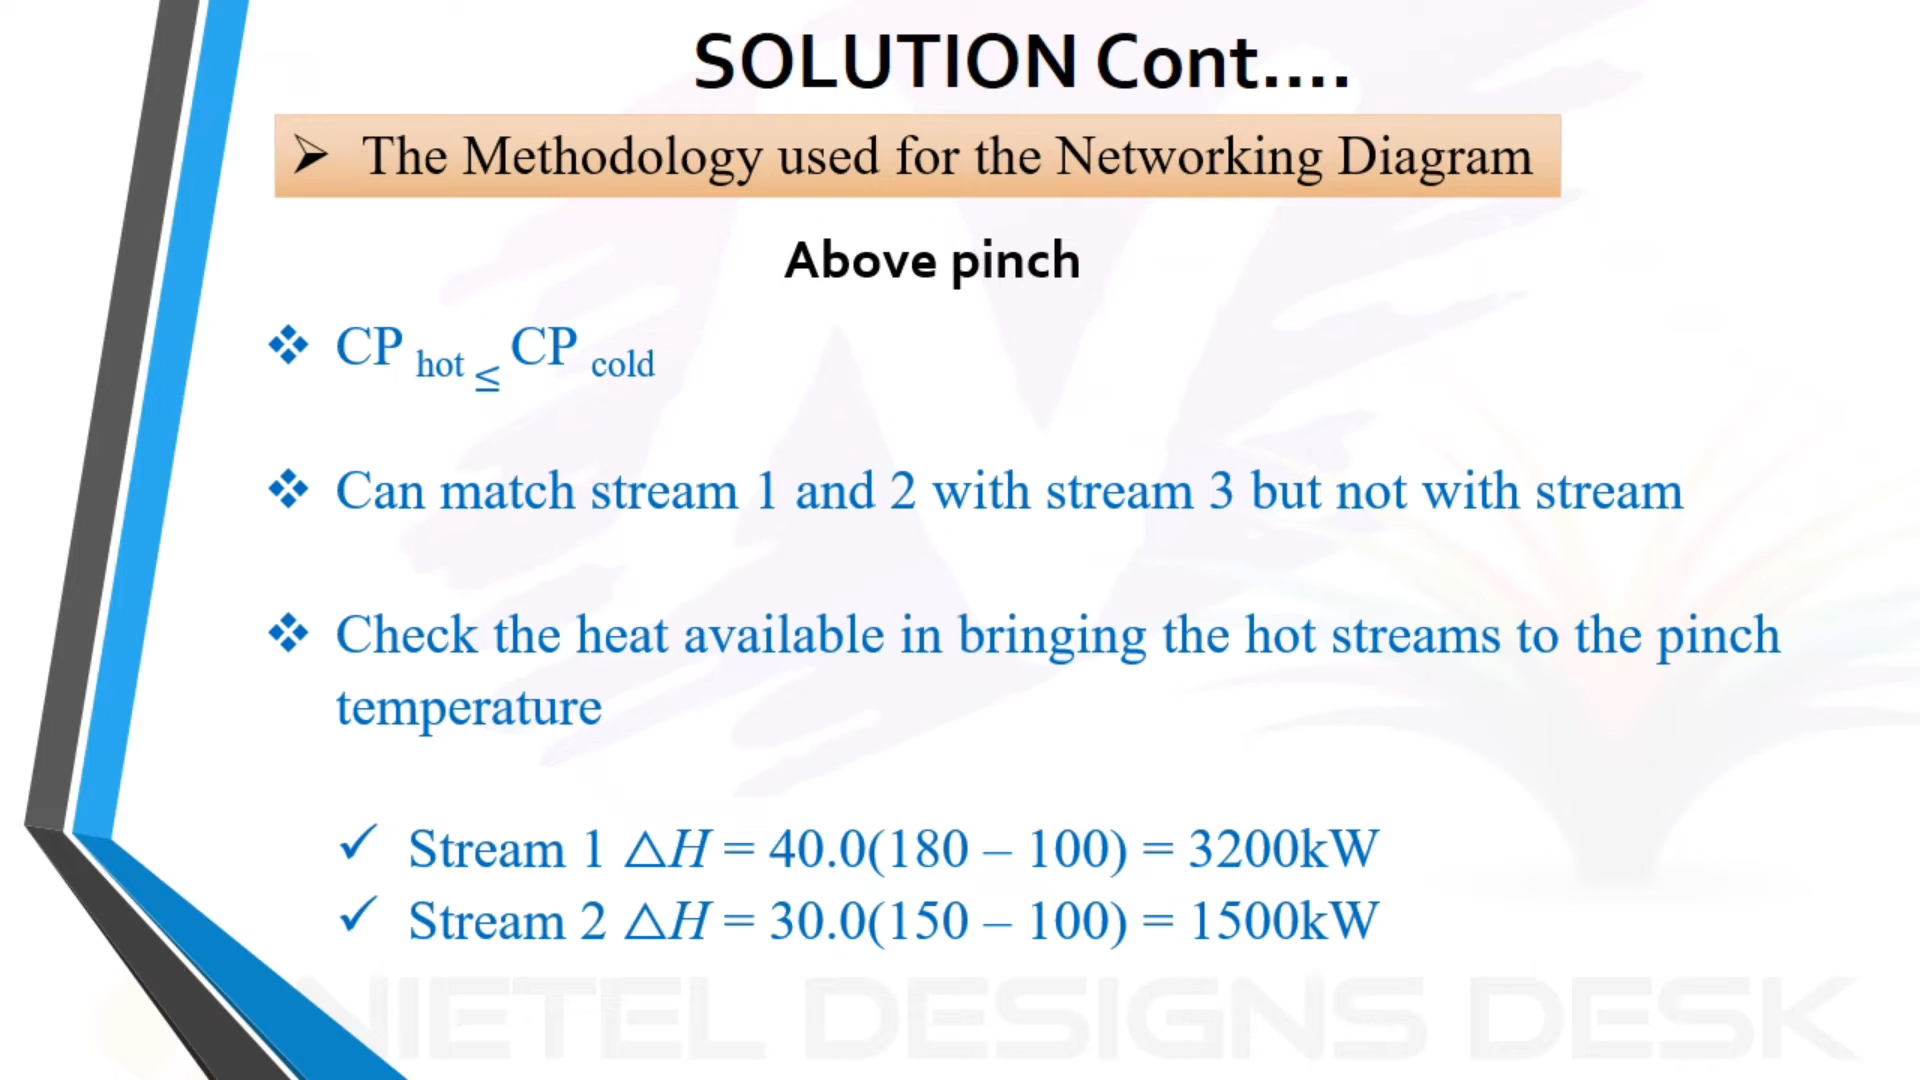 SOLUTION Cont....
➢ The Methodology used for the Networking Diagram
Above pinch
❖ CP hot ≤ CP cold
❖ Can match stream 1 and 2 with stream 3 but not with stream
❖ Check the heat available in bringing the hot streams to the pinch
temperature
✓ Stream 1 △H = 40.0(180 – 100) = 3200kW
✓ Stream 2 △H = 30.0(150 – 100) = 1500kW
NIETEL DESIGNS DESK